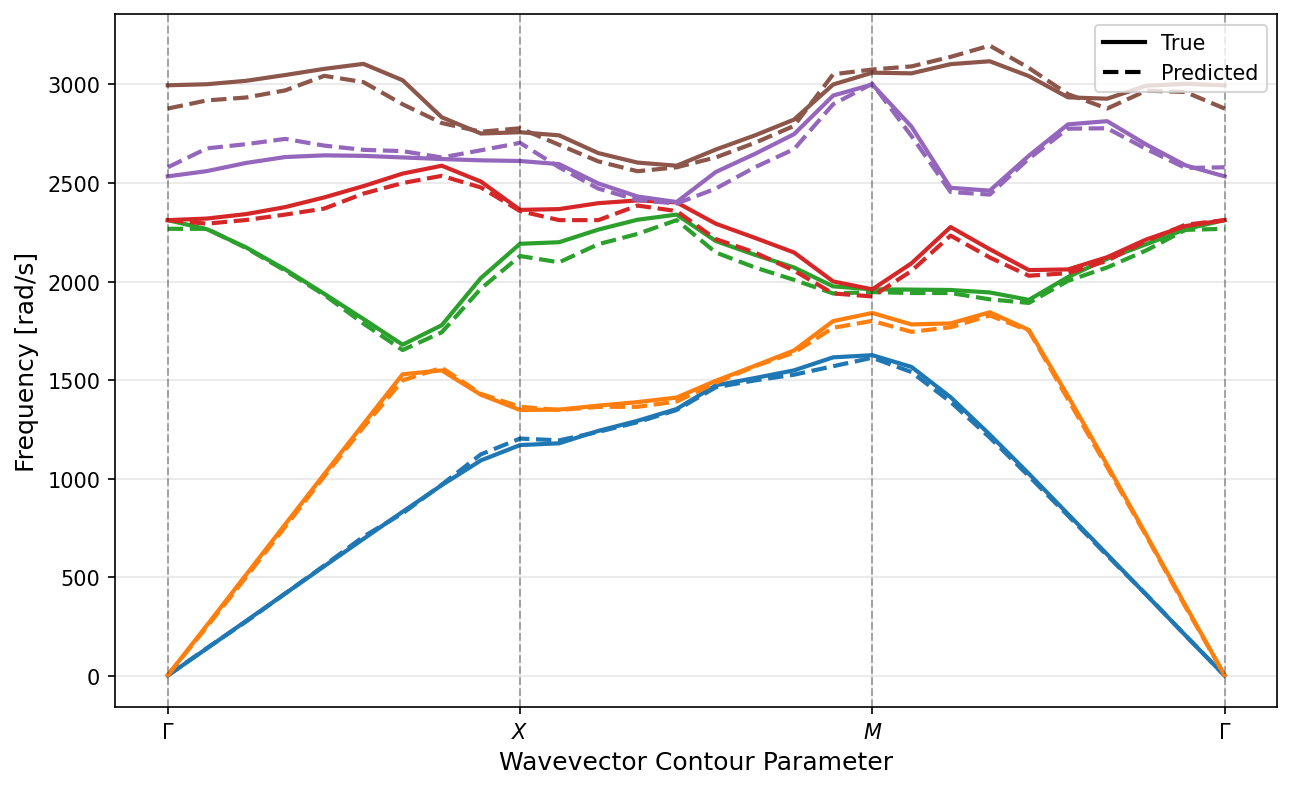 True
Predicted
Frequency [rad/s]
3000
2500
2000
1500
1000
500
0
Γ X M Γ
Wavevector Contour Parameter